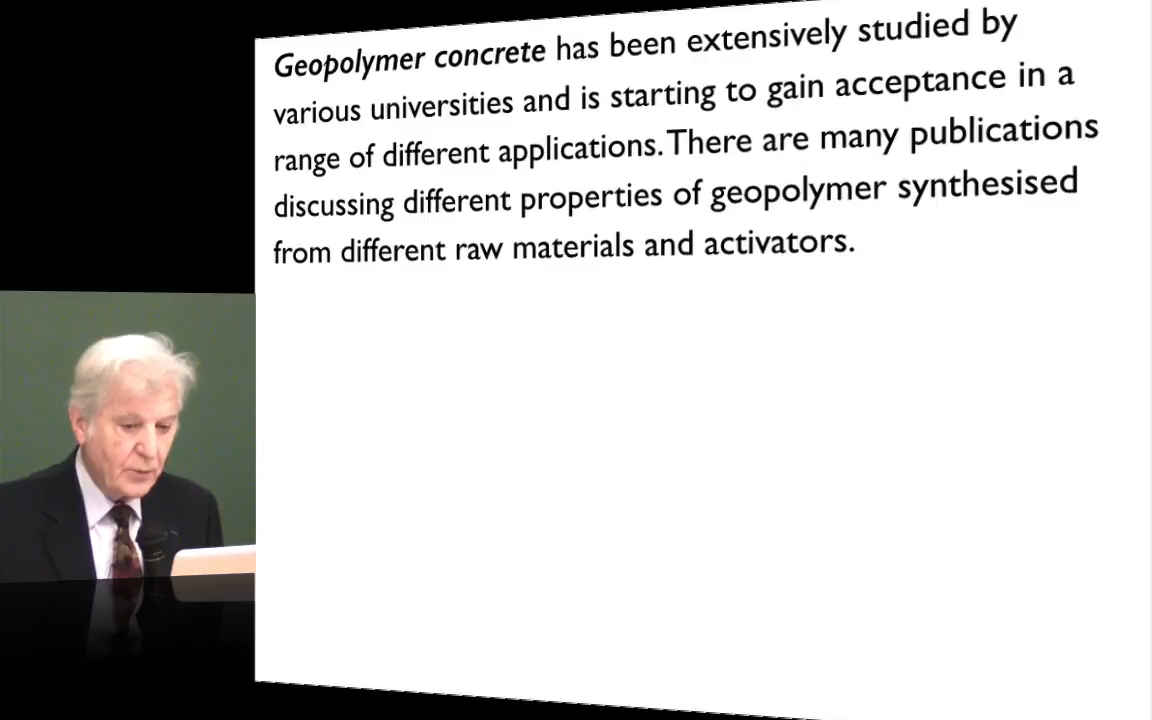 Geopolymer concrete has been extensively studied by
various universities and is starting to gain acceptance in a
range of different applications. There are many publications
discussing different properties of geopolymer synthesised
from different raw materials and activators.